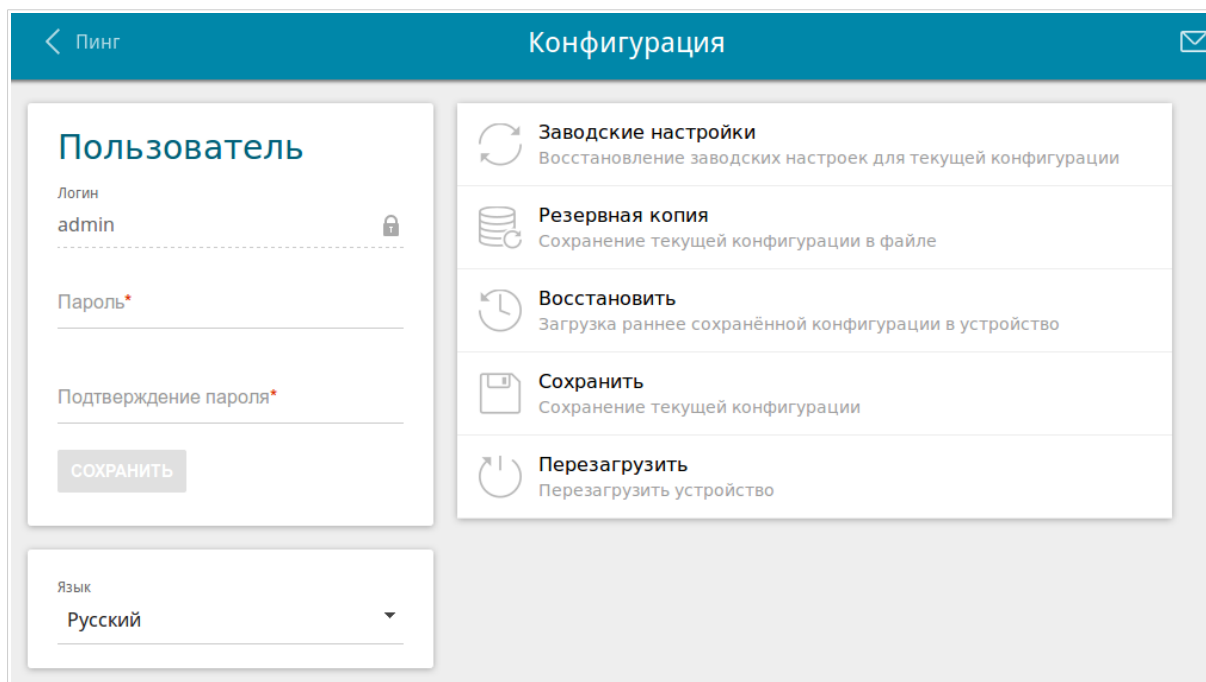 Пинг
Конфигурация
Пользователь
Логин
admin
Пароль*
Подтверждение пароля*
СОХРАНИТЬ
Язык
Русский
Заводские настройки
Восстановление заводских настроек для текущей конфигурации
Резервная копия
Сохранение текущей конфигурации в файле
Восстановить
Загрузка раннее сохранённой конфигурации в устройство
Сохранить
Сохранение текущей конфигурации
Перезагрузить
Перезагрузить устройство